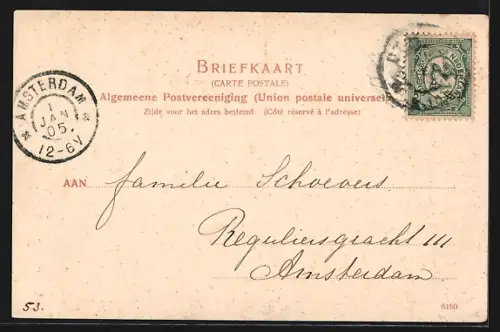 BRIEFKAART
(CARTE POSTALE)
Algemeene Postvereeniging (Union postale universel
Zijde voor het adres bestemd. (Côté réservé à l'adresse)
AMSTERDAM
1
JAN
05.
12-6V
AAN familie Schoevers
Reguliersgracht 111
Amsterdam
53.
6160